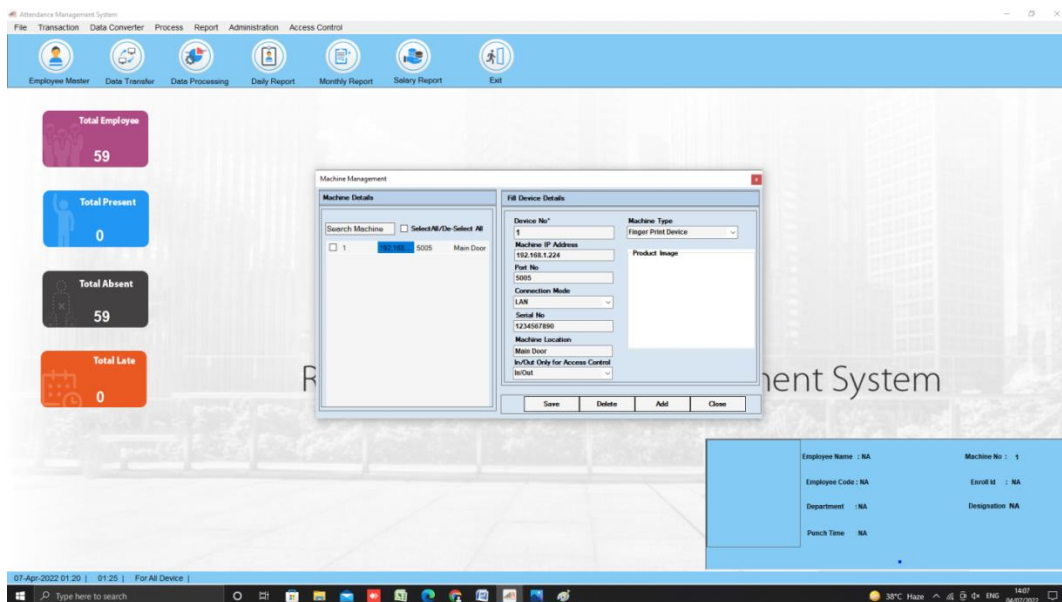 Attendance Management System
File Transaction Data Converter Process Report Administration Access Control
Employee Master Data Transfer Data Processing Daily Report Monthly Report Salary Report Exit
Total Employee
59
Total Present
0
Total Absent
59
Total Late
0
Machine Management
Machine Details
Search Machine Select All/De-Select All
1 192.168.... 5005 Main Door
Fill Device Details
Device No*
1
Machine IP Address
192.168.1.224
Port No
5005
Connection Mode
LAN
Serial No
1234567890
Machine Location
Main Door
In/Out Only for Access Control
In/Out
Machine Type
Finger Print Device
Product Image
Save Delete Add Close
R
ment System
Employee Name : NA Machine No : 1
Employee Code : NA Enroll Id : NA
Department : NA Designation NA
Punch Time NA
07-Apr-2022 01:20 | 01:25 | For All Device |
Type here to search
38°C Haze ENG 14:07
04/07/2022